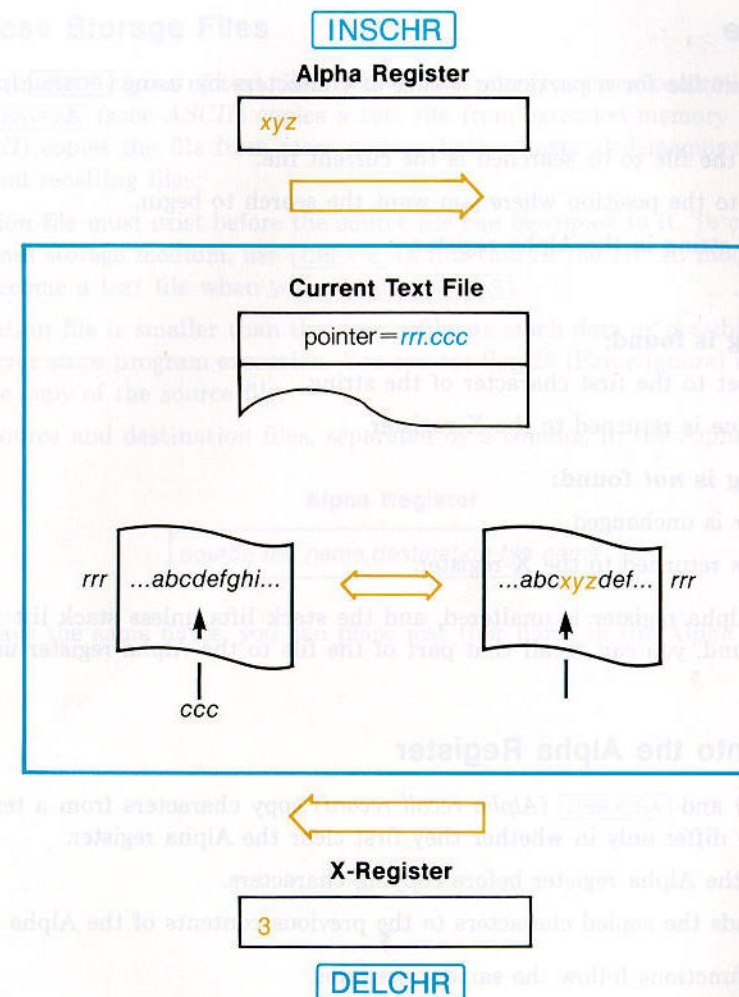 INSCHR
Alpha Register
xyz
Current Text File
pointer=rrr.ccc
rrr ...abcdefghi... ...abcxyzdef... rrr
ccc
X-Register
3
DELCHR